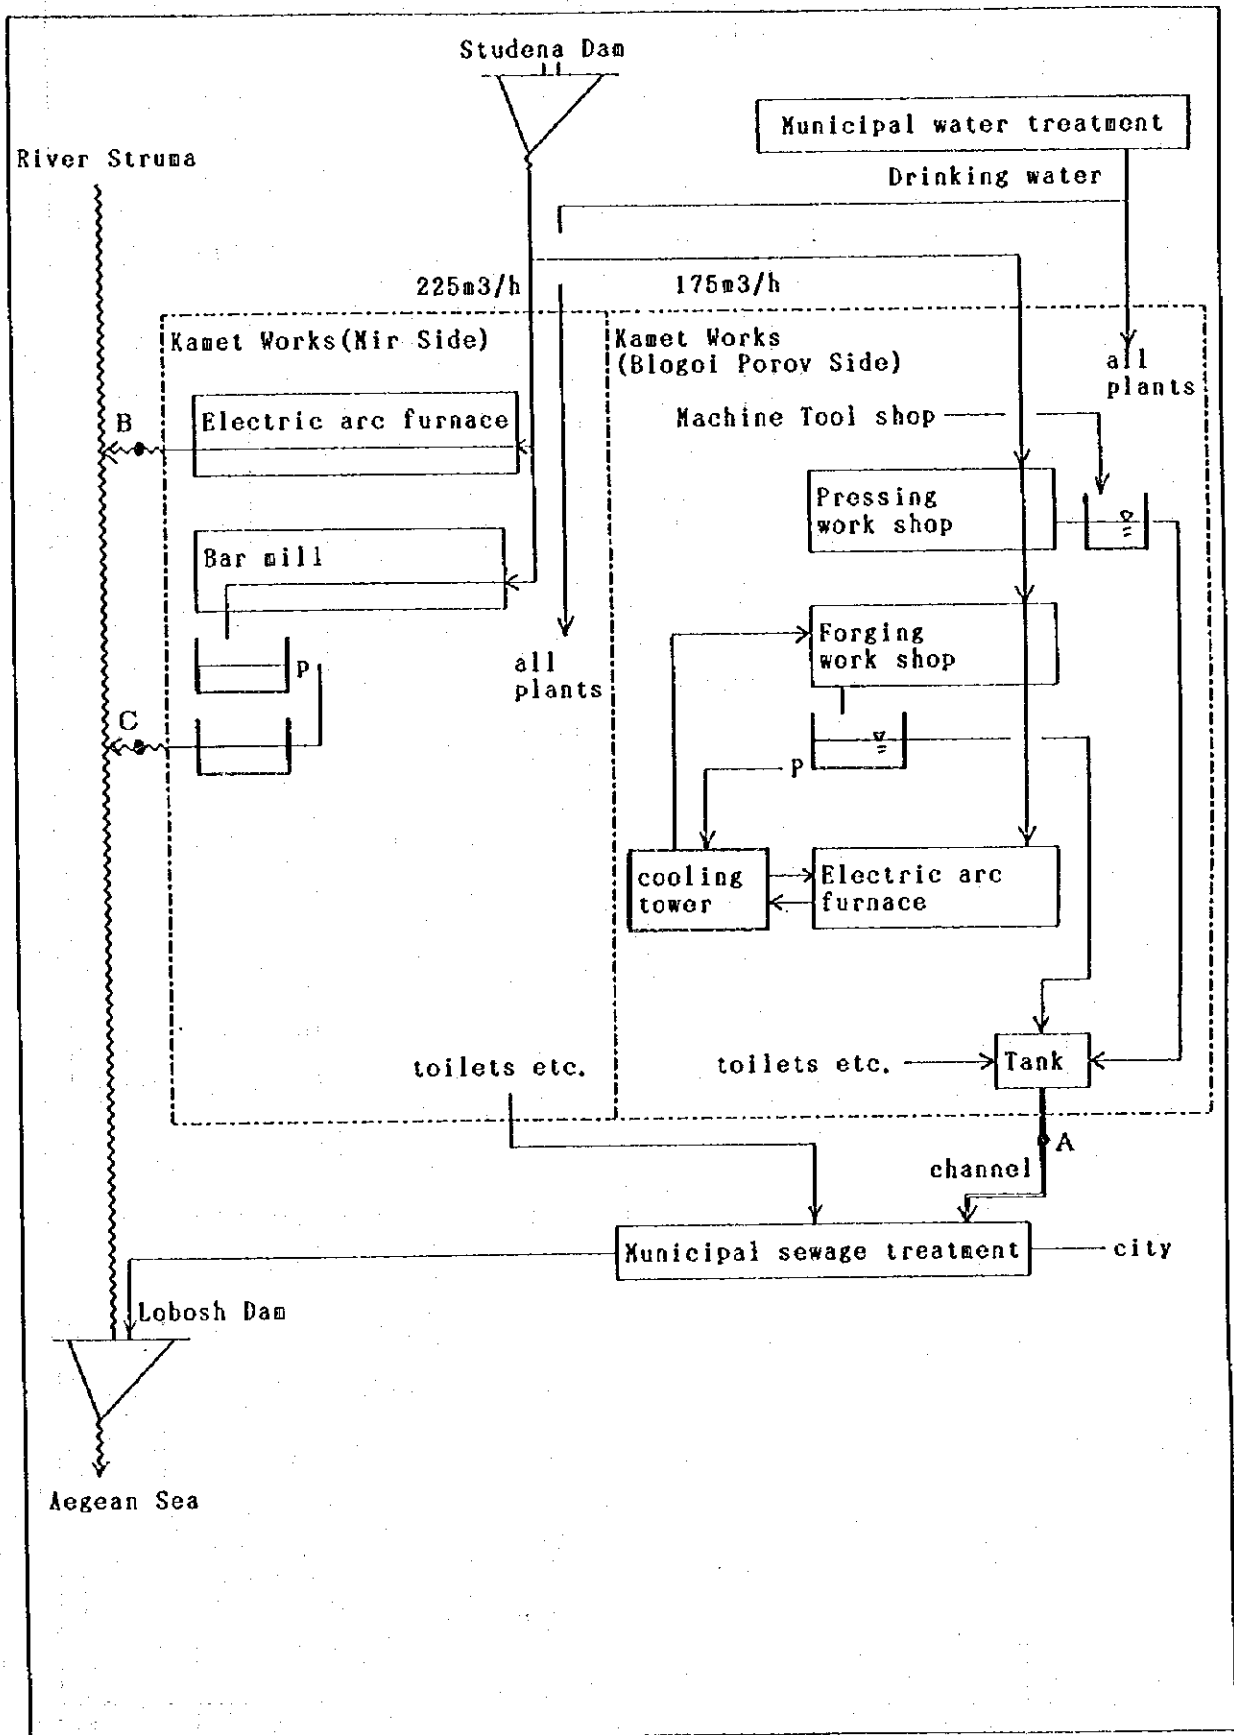 Studena Dam
Municipal water treatment
River Struma
Drinking water
225m3/h
175m3/h
Kamet Works(Mir Side)
Kamet Works
(Blogoi Porov Side)
all
plants
Machine Tool shop
B
Electric arc furnace
Pressing
work shop
Bar mill
Forging
work shop
P
all
plants
C
P
cooling
tower
Electric arc
furnace
toilets etc.
toilets etc.
Tank
A
channel
Municipal sewage treatment
city
Lobosh Dam
Aegean Sea